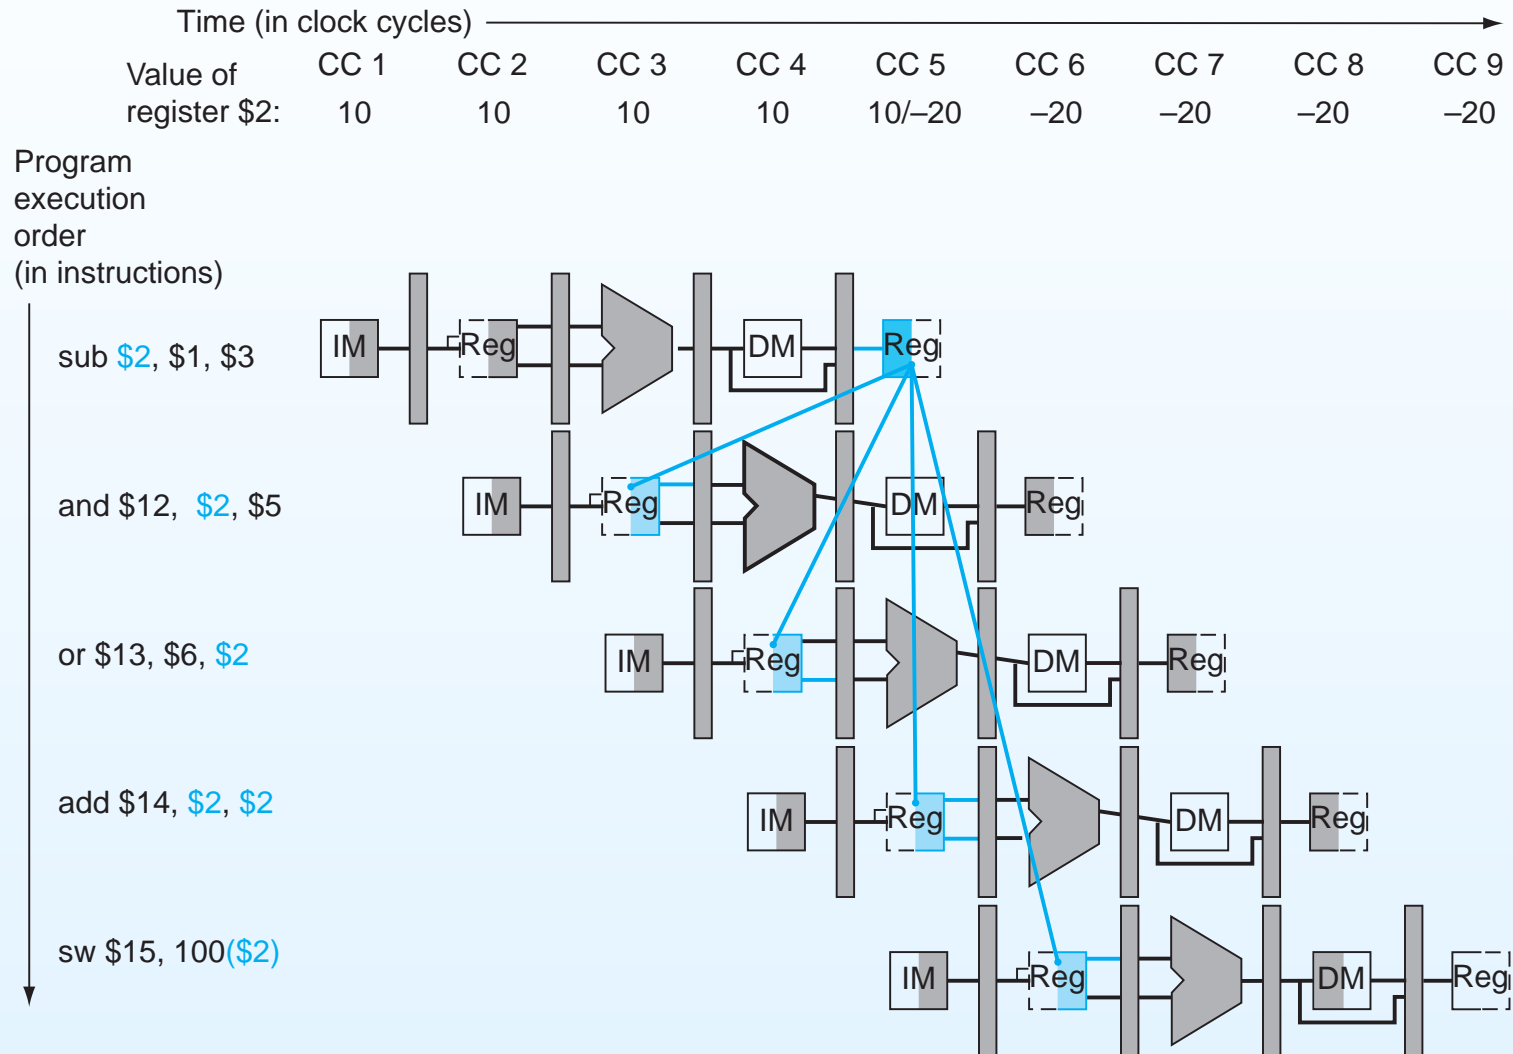 Time (in clock cycles)
Value of register $2:
CC 1 CC 2 CC 3 CC 4 CC 5 CC 6 CC 7 CC 8 CC 9
10 10 10 10 10/–20 –20 –20 –20 –20
Program
execution
order
(in instructions)
sub $2, $1, $3
IM Reg DM Reg
and $12, $2, $5
IM Reg DM Reg
or $13, $6, $2
IM Reg DM Reg
add $14, $2, $2
IM Reg DM Reg
sw $15, 100($2)
IM Reg DM Reg